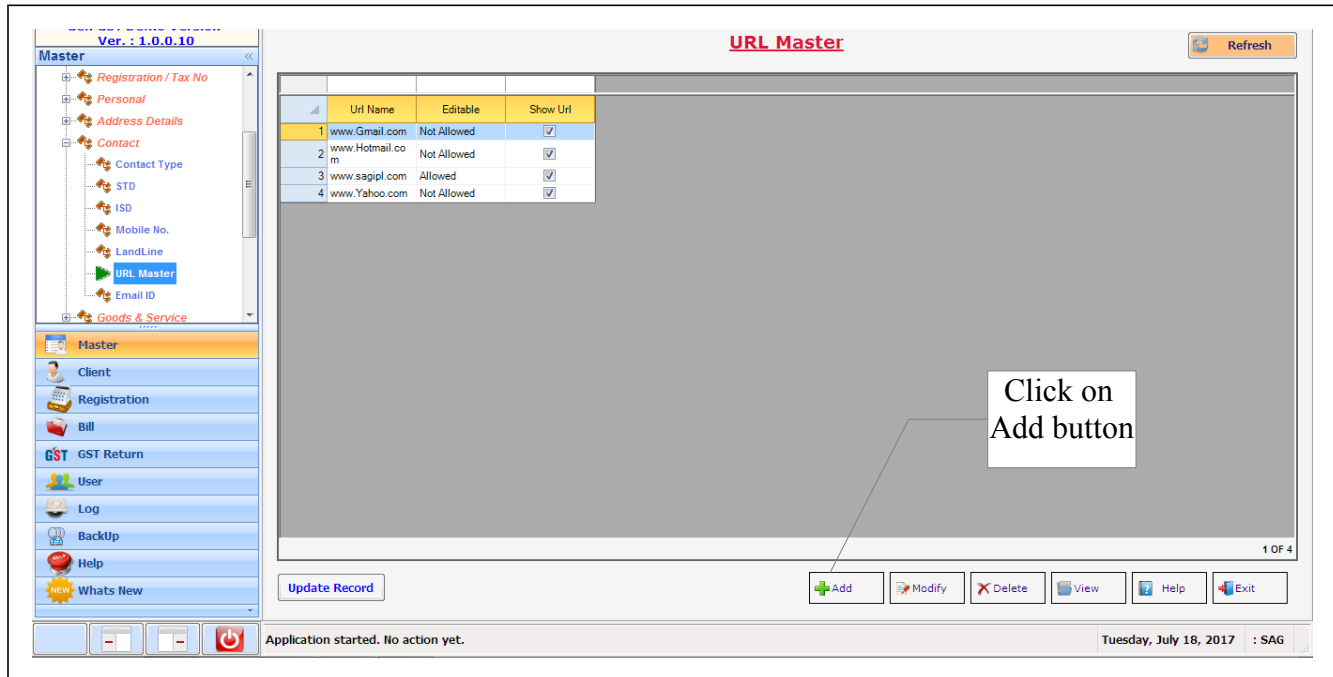 Ver. : 1.0.0.10
Master
Registration / Tax No
Personal
Address Details
Contact
Contact Type
STD
ISD
Mobile No.
LandLine
URL Master
Email ID
Goods & Service
Master
Client
Registration
Bill
GST GST Return
User
Log
BackUp
Help
NEW Whats New
URL Master
Refresh
Url Name Editable Show Url
1 www.Gmail.com Not Allowed
2 www.Hotmail.co
m Not Allowed
3 www.sagipl.com Allowed
4 www.Yahoo.com Not Allowed
Click on
Add button
1 OF 4
Update Record Add Modify Delete View Help Exit
Application started. No action yet. Tuesday, July 18, 2017 : SAG